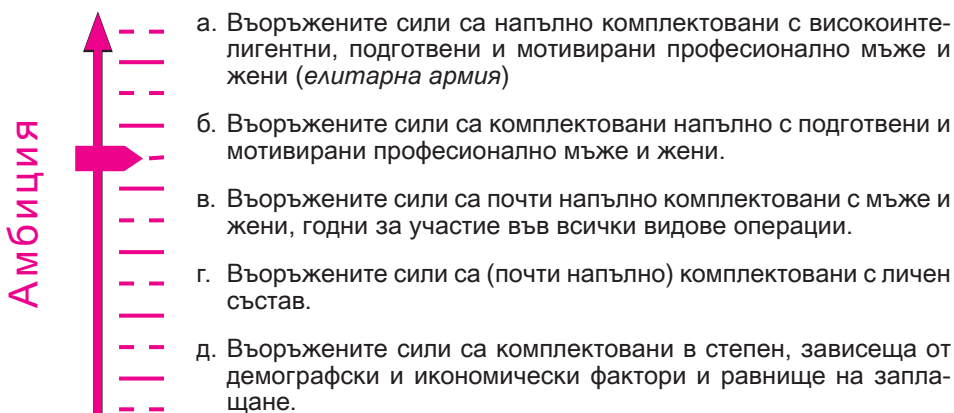 Амбиция
а. Въоръжените сили са напълно комплектовани с високоинте-
лигентни, подготвени и мотивирани професионално мъже и
жени (елитарна армия)
б. Въоръжените сили са комплектовани напълно с подготвени и
мотивирани професионално мъже и жени.
в. Въоръжените сили са почти напълно комплектовани с мъже и
жени, годни за участие във всички видове операции.
г. Въоръжените сили са (почти напълно) комплектовани с личен
състав.
д. Въоръжените сили са комплектовани в степен, зависеща от
демографски и икономически фактори и равнище на запла-
щане.